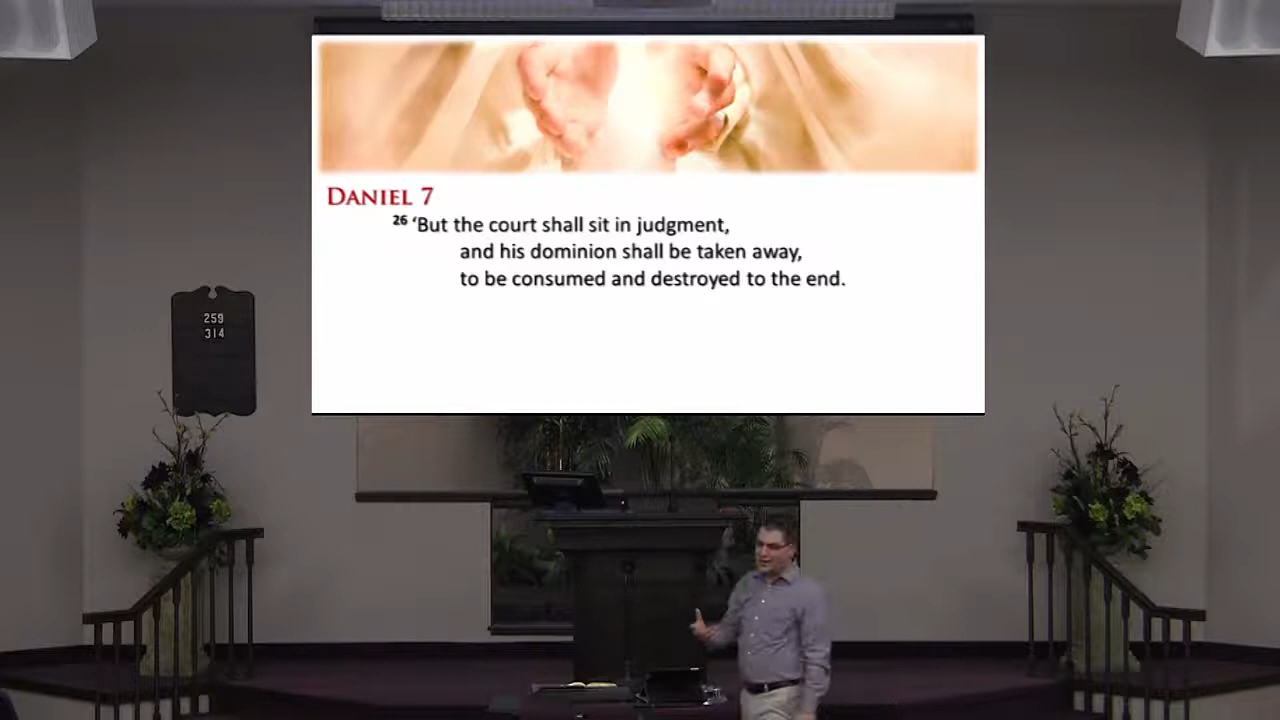 DANIEL 7
26 ‘But the court shall sit in judgment,
and his dominion shall be taken away,
to be consumed and destroyed to the end.
259
314